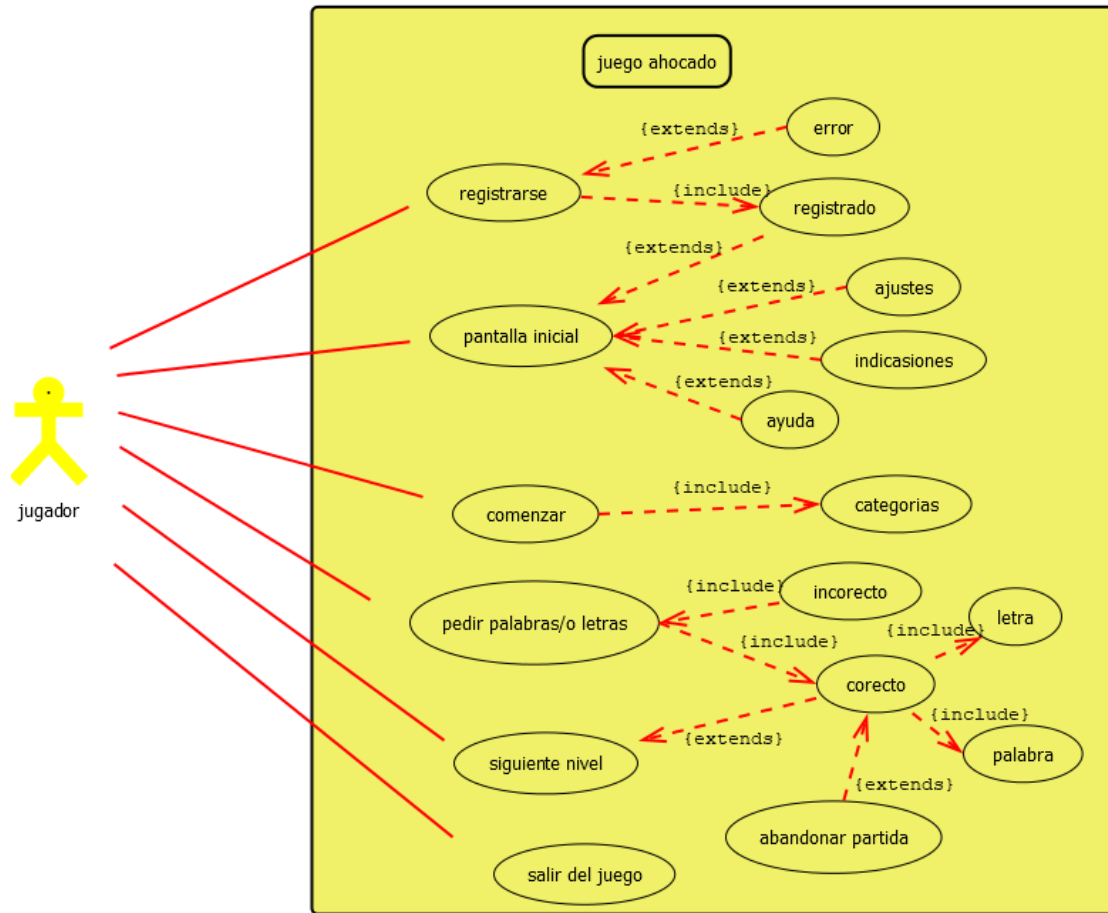 juego ahocado
{extends}
error
registrarse
{include}
registrado
{extends}
{extends}
ajustes
pantalla inicial
{extends}
indicasiones
{extends}
ayuda
jugador
comenzar
{include}
categorias
pedir palabras/o letras
{include}
incorecto
{include}
{include}
letra
corecto
{include}
palabra
siguiente nivel
{extends}
{extends}
abandonar partida
salir del juego